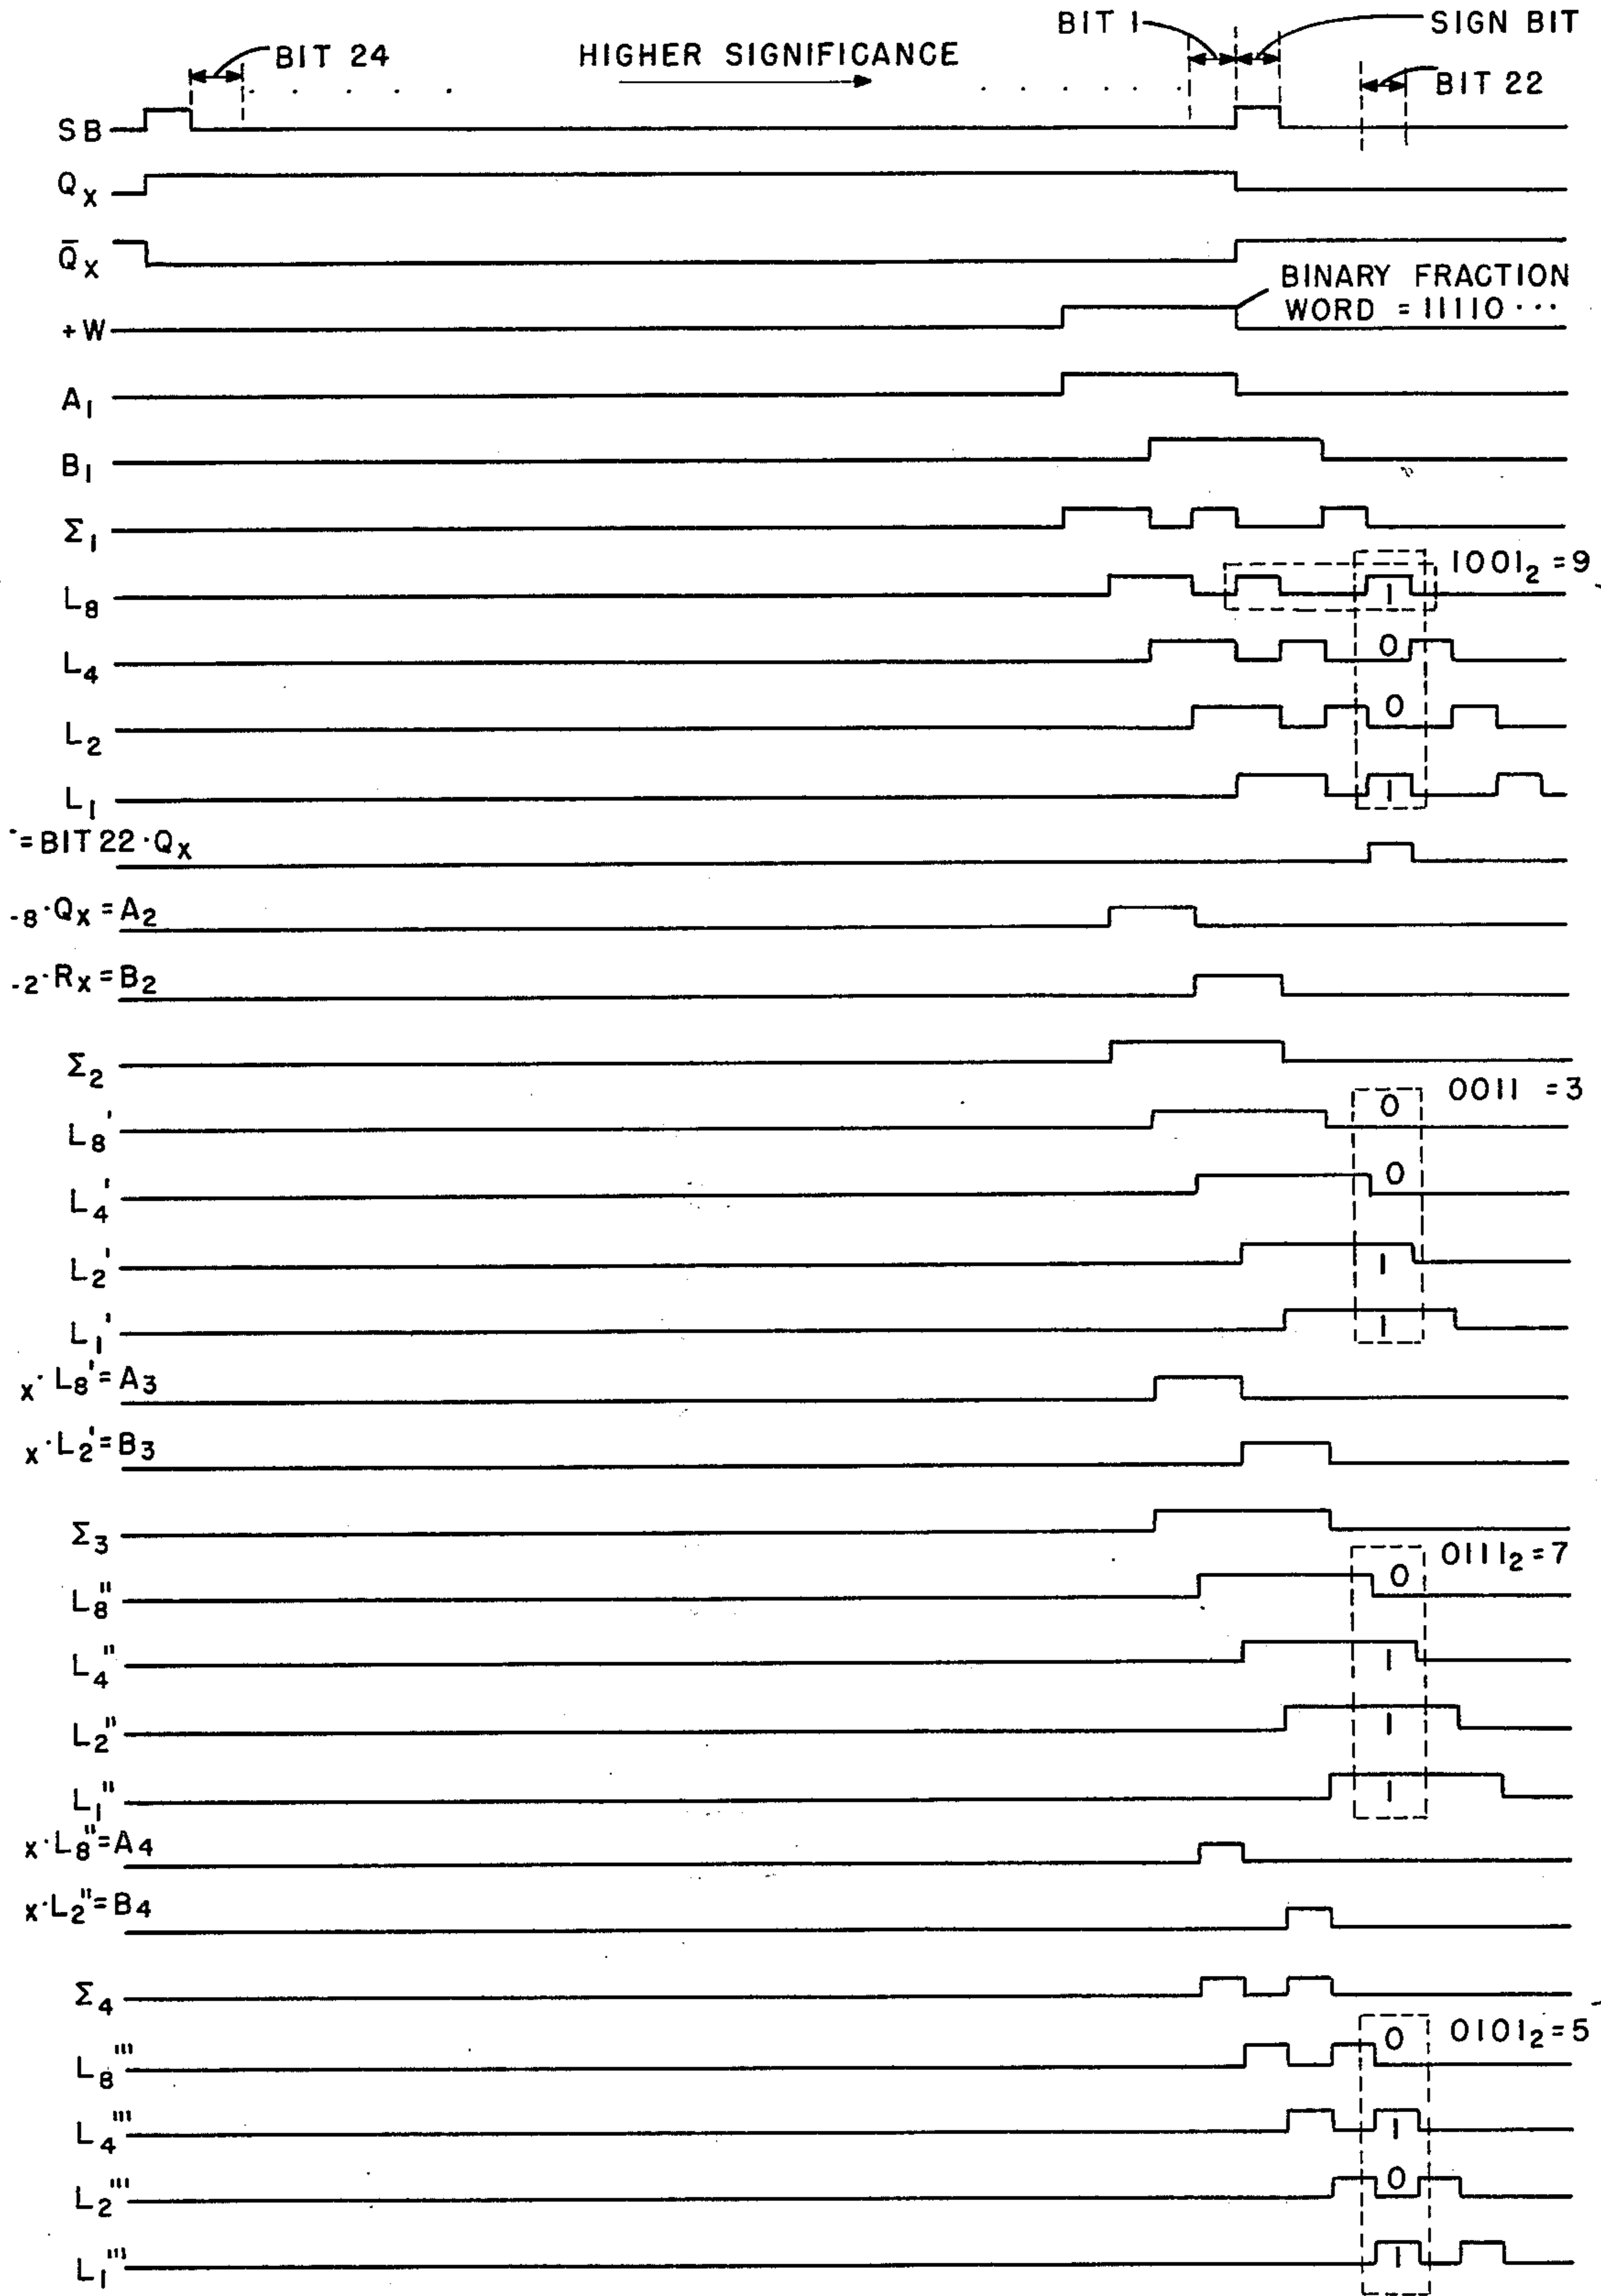 BIT 1
SIGN BIT
BIT 24
HIGHER SIGNIFICANCE
BIT 22
SB
Qx
Q̄x
BINARY FRACTION
WORD = 11110 ···
+W
A1
B1
Σ1
1001₂ = 9
L8
1
L4
0
L2
0
L1
1
= BIT 22 · Qx
-8 · Qx = A2
-2 · Rx = B2
Σ2
0011 = 3
L8'
0
L4'
0
L2'
1
L1'
1
x · L8' = A3
x · L2' = B3
Σ3
0111₂ = 7
L8''
0
L4''
1
L2''
1
L1''
1
x · L8'' = A4
x · L2'' = B4
Σ4
0101₂ = 5
L8'''
0
L4'''
1
L2'''
0
L1'''
1